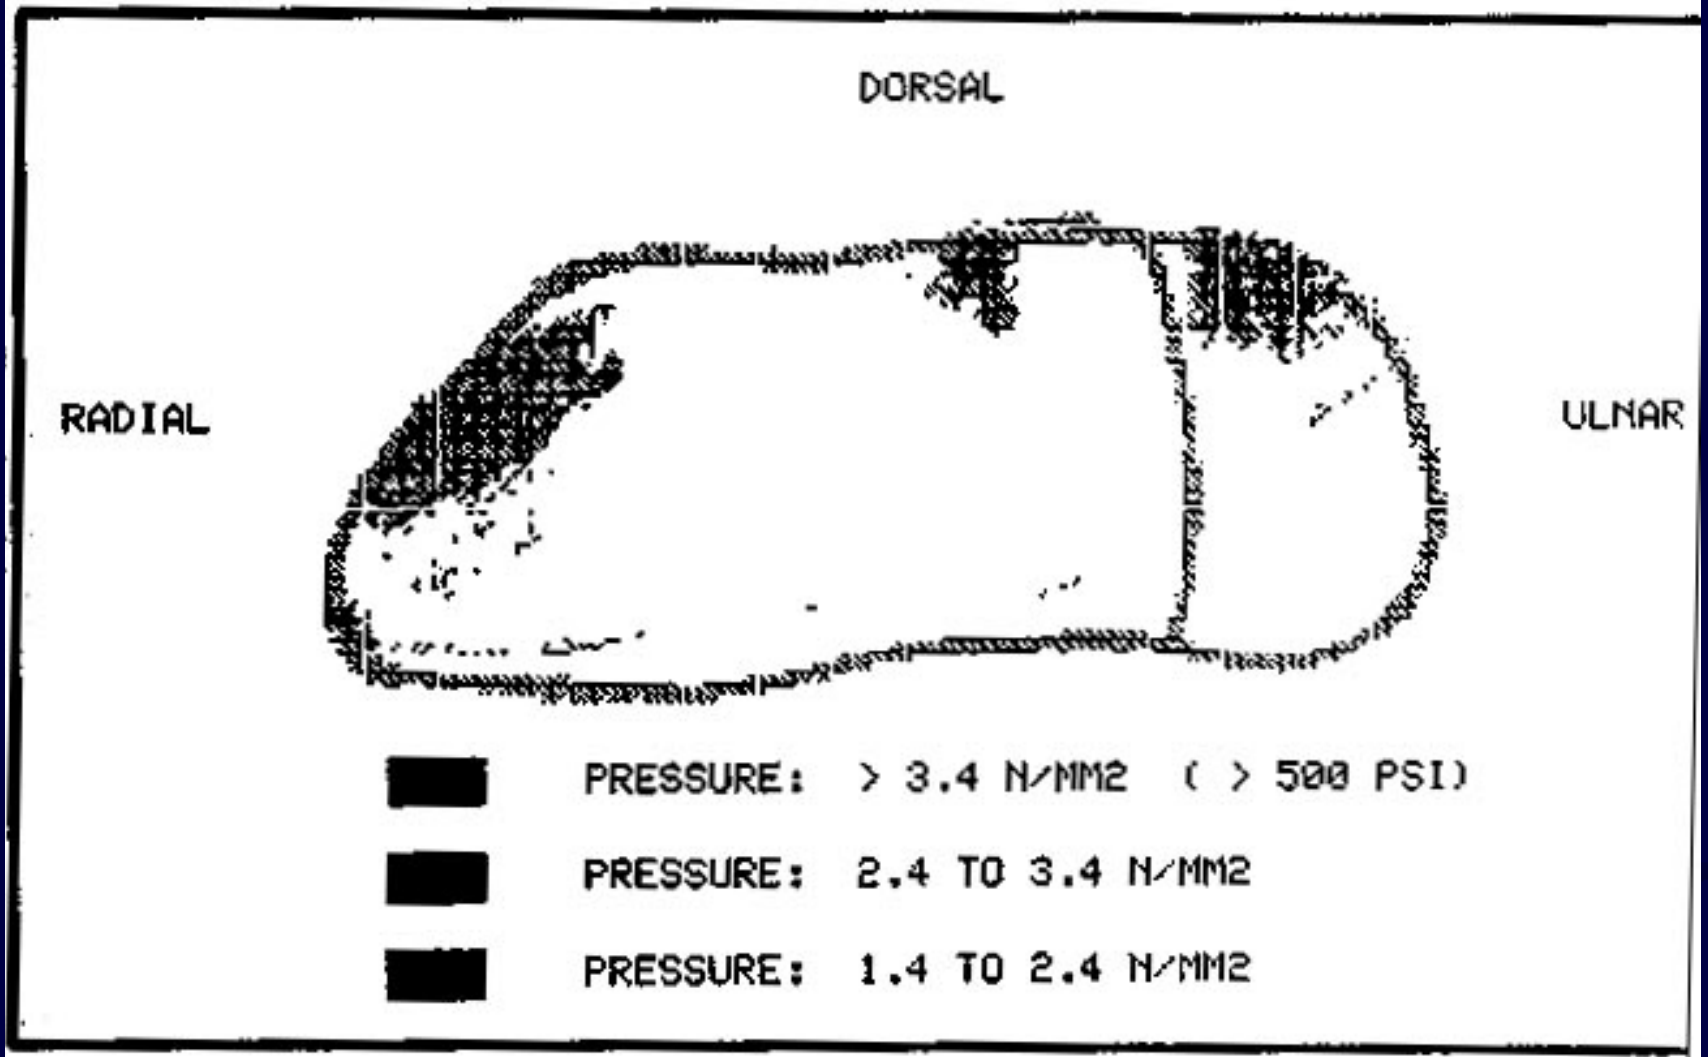 DORSAL
RADIAL
ULNAR
PRESSURE: > 3.4 N/MM2 ( > 500 PSI)
PRESSURE: 2.4 TO 3.4 N/MM2
PRESSURE: 1.4 TO 2.4 N/MM2